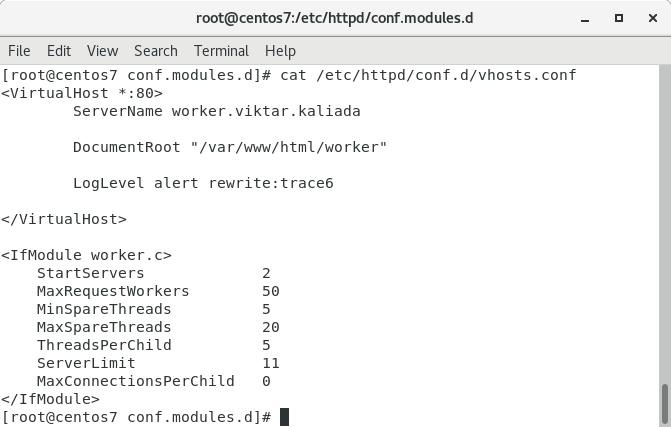 root@centos7:/etc/httpd/conf.modules.d
File Edit View Search Terminal Help
[root@centos7 conf.modules.d]# cat /etc/httpd/conf.d/vhosts.conf
<VirtualHost *:80>
        ServerName worker.viktar.kaliada
        DocumentRoot "/var/www/html/worker"
        LogLevel alert rewrite:trace6
</VirtualHost>
<IfModule worker.c>
    StartServers             2
    MaxRequestWorkers        50
    MinSpareThreads          5
    MaxSpareThreads          20
    ThreadsPerChild          5
    ServerLimit              11
    MaxConnectionsPerChild   0
</IfModule>
[root@centos7 conf.modules.d]#